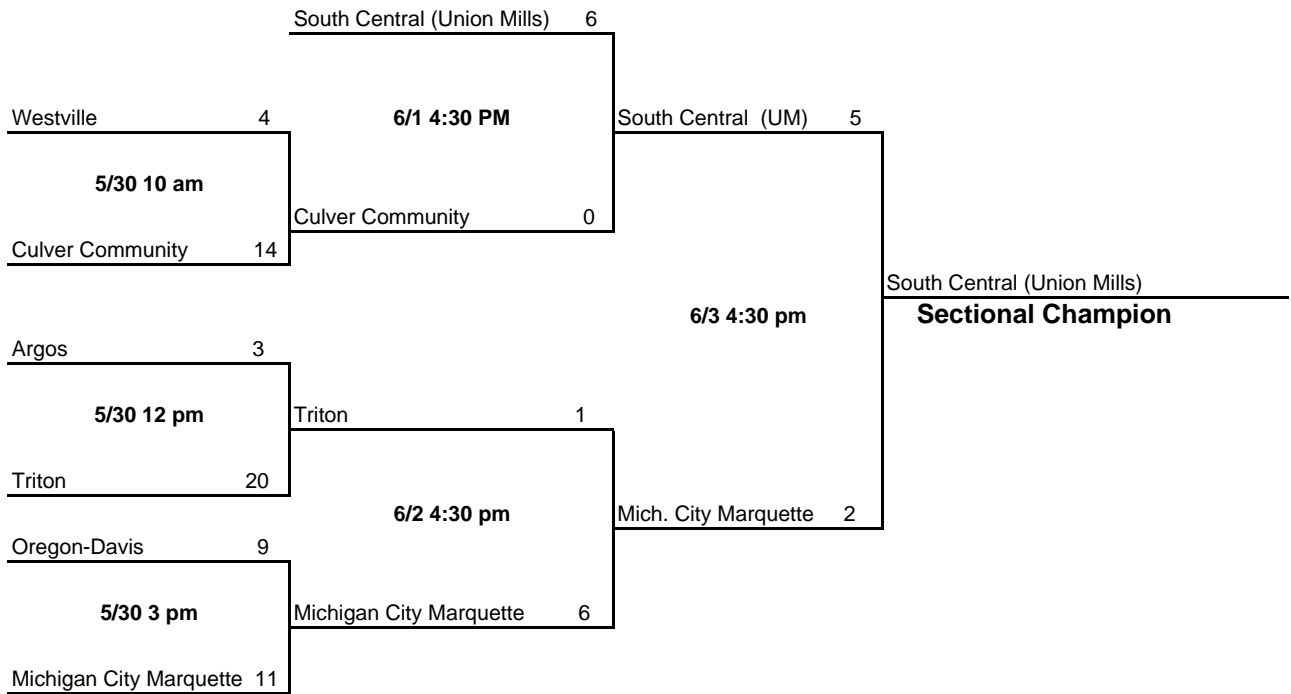 South Central (Union Mills) 6
Westville 4
6/1 4:30 PM
South Central (UM) 5
5/30 10 am
Culver Community 0
Culver Community 14
South Central (Union Mills)
6/3 4:30 pm
Sectional Champion
Argos 3
5/30 12 pm
Triton 1
Triton 20
6/2 4:30 pm
Mich. City Marquette 2
Oregon-Davis 9
5/30 3 pm
Michigan City Marquette 6
Michigan City Marquette 11